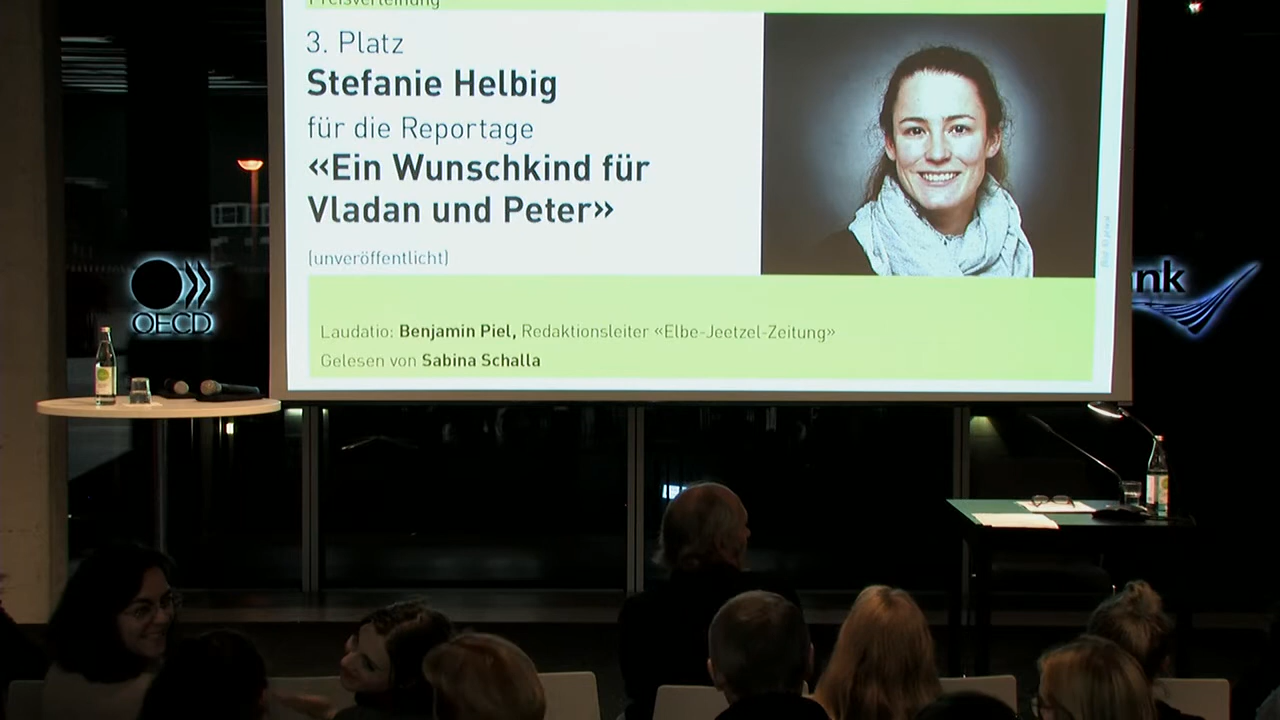 Preisverleihung
3. Platz
Stefanie Helbig
für die Reportage
«Ein Wunschkind für
Vladan und Peter»
(unveröffentlicht)
Laudatio: Benjamin Piel, Redaktionsleiter «Elbe-Jeetzel-Zeitung»
Gelesen von Sabina Schalla
OECD
nk